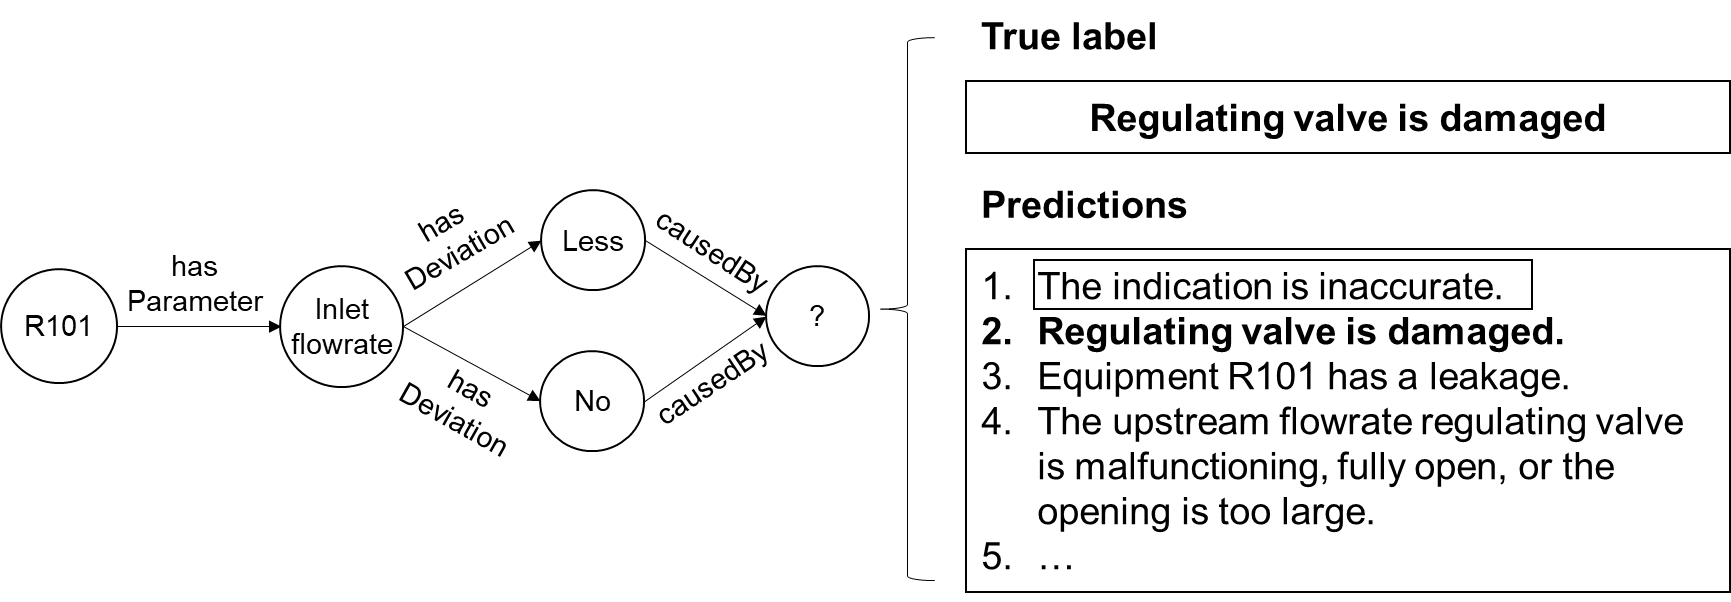 R101
has
Parameter
Inlet
flowrate
has
Deviation
Less
causedBy
has
Deviation
No
causedBy
?
True label
Regulating valve is damaged
Predictions
1. The indication is inaccurate.
2. Regulating valve is damaged.
3. Equipment R101 has a leakage.
4. The upstream flowrate regulating valve
is malfunctioning, fully open, or the
opening is too large.
5. …